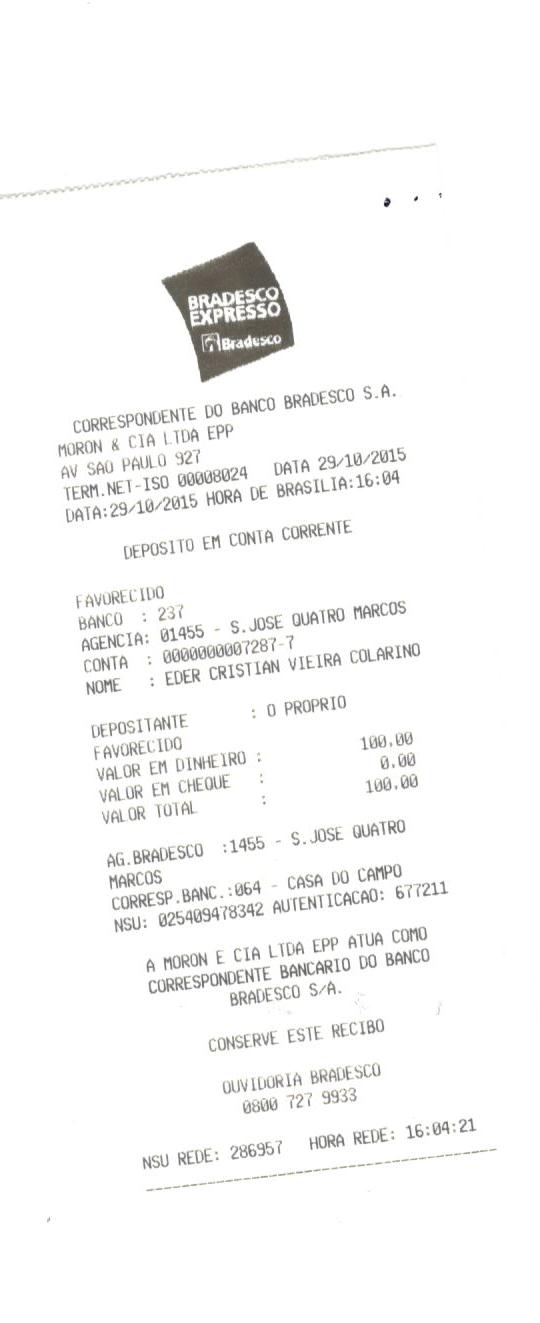 BRADESCO
EXPRESSO
Bradesco
CORRESPONDENTE DO BANCO BRADESCO S.A.
MORON & CIA LTDA EPP
AV SAO PAULO 927
TERM.NET-ISO 00008024 DATA 29/10/2015
DATA:29/10/2015 HORA DE BRASILIA:16:04
DEPOSITO EM CONTA CORRENTE
FAVORECIDO
BANCO : 237
AGENCIA: 01455 - S.JOSE QUATRO MARCOS
CONTA : 0000000007287-7
NOME : EDER CRISTIAN VIEIRA COLARINO
DEPOSITANTE : O PROPRIO
FAVORECIDO
VALOR EM DINHEIRO : 100,00
VALOR EM CHEQUE : 0,00
VALOR TOTAL : 100,00
AG.BRADESCO :1455 - S.JOSE QUATRO
MARCOS
CORRESP.BANC.:064 - CASA DO CAMPO
NSU: 025409478342 AUTENTICACAO: 677211
A MORON E CIA LTDA EPP ATUA COMO
CORRESPONDENTE BANCARIO DO BANCO
BRADESCO S/A.
CONSERVE ESTE RECIBO
OUVIDORIA BRADESCO
0800 727 9933
NSU REDE: 286957 HORA REDE: 16:04:21